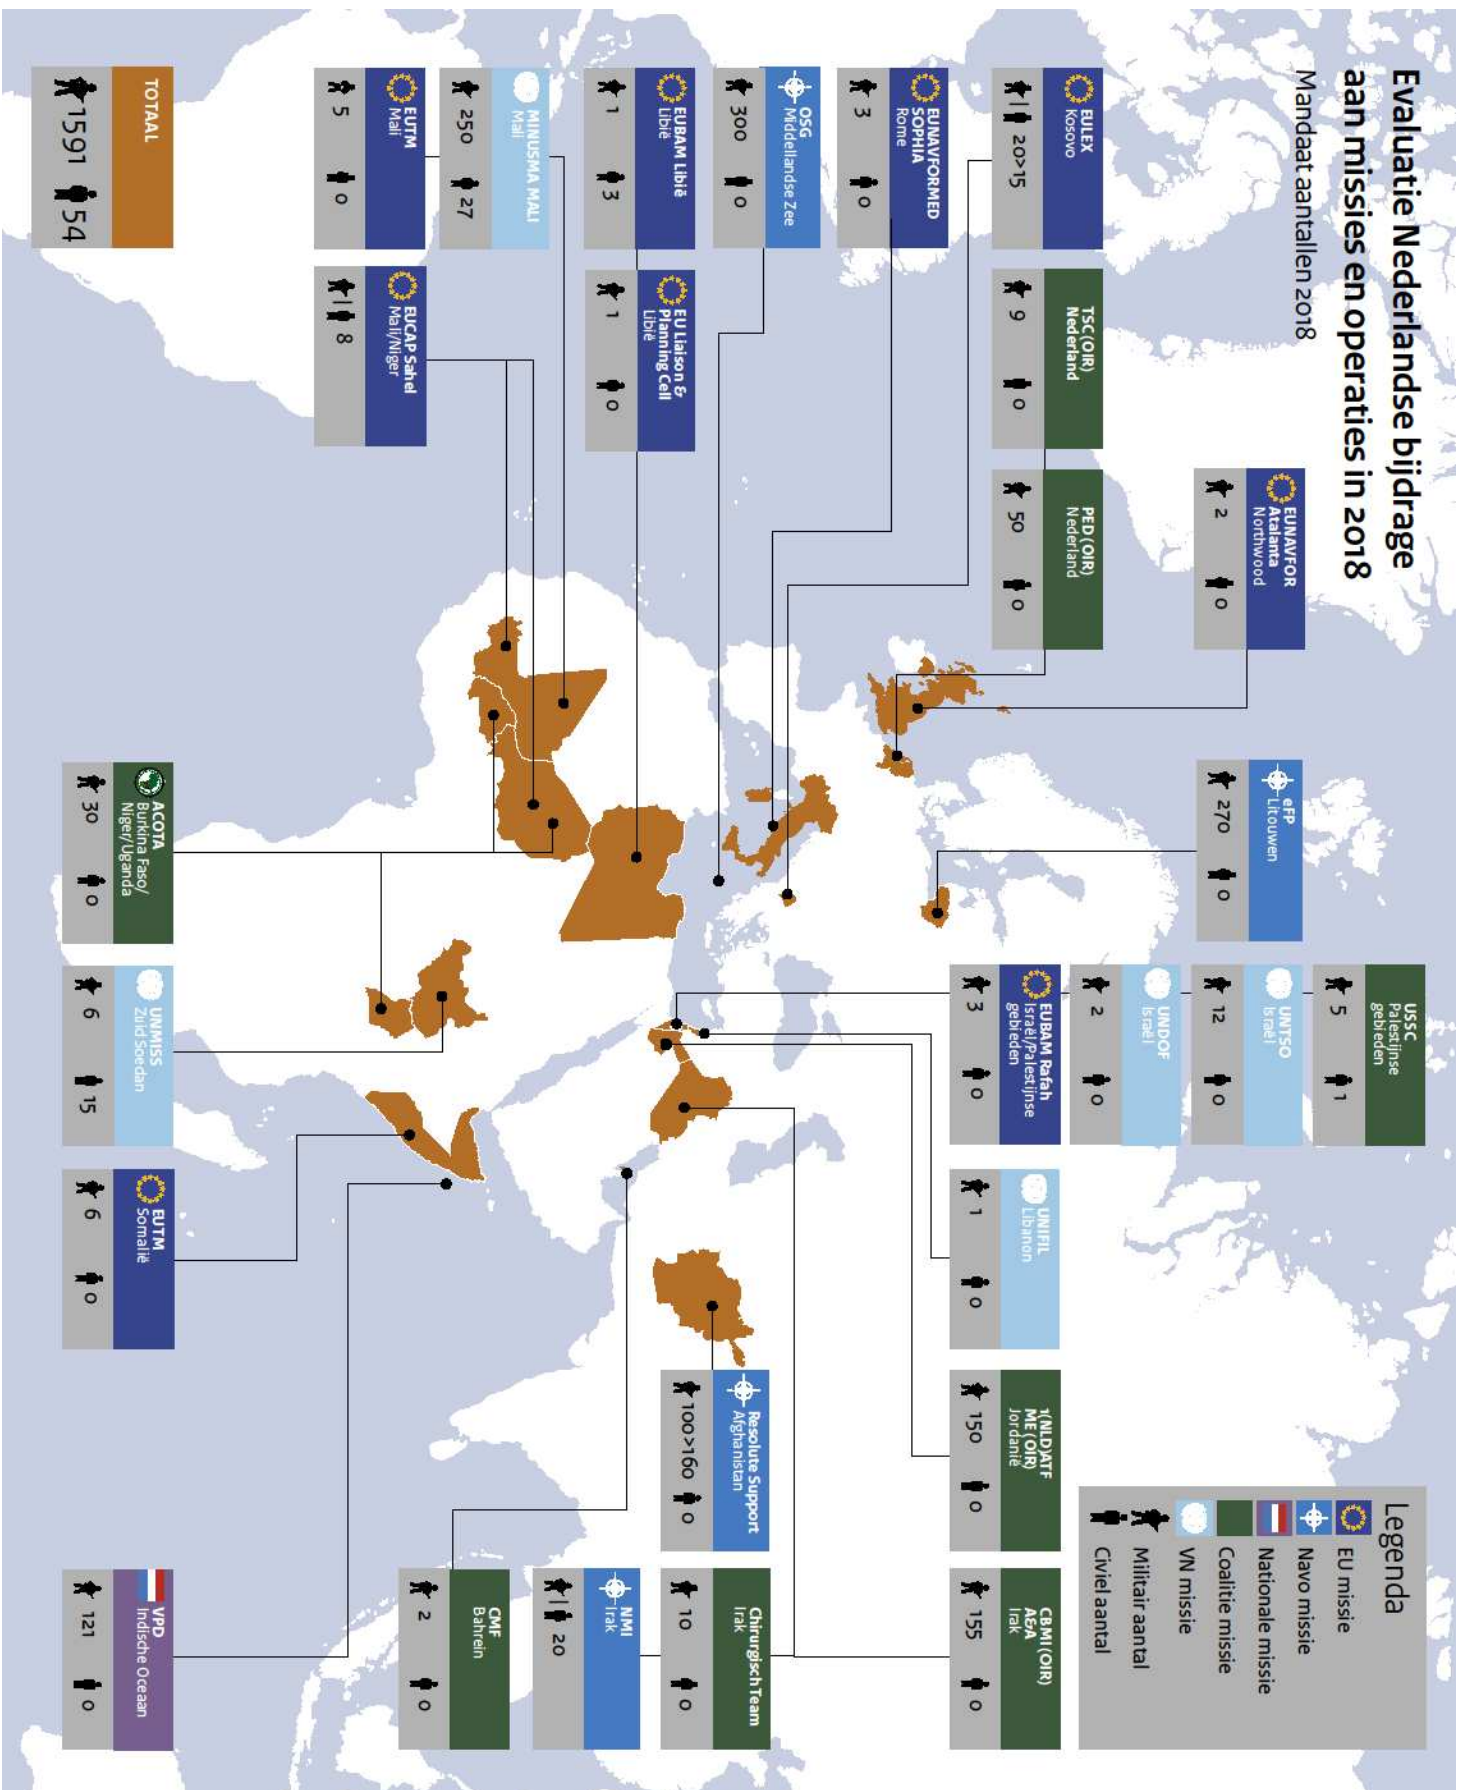 Evaluatie Nederlandse bijdrage
aan missies en operaties in 2018
Mandaat aantallen 2018
EULEX
Kosovo
20>15
TSC (OIR)
Nederland
9 0
PED (OIR)
Nederland
50 0
EUNAVFOR
Atalanta
Northwood
2 0
eFP
Litouwen
270 0
USSC
Palestijnse
gebieden
5 1
UNTSO
Israël
12 0
UNDOF
Israël
2 0
EUBAM Rafah
Israël/Palestijnse
gebieden
3 0
UNIFIL
Libanon
1 0
1(NLD)ATF
ME (OIR)
Jordanië
150 0
CBMI (OIR)
A&A
Irak
155 0
Legenda
EU missie
Navo missie
Nationale missie
Coalitie missie
VN missie
Militair aantal
Civiel aantal
EUNAVFORMED
SOPHIA
Rome
3 0
OSG
Middellandse Zee
300 0
EUBAM Libië
Libië
1 3
EU Liaison &
Planning Cell
Libië
1 0
MINUSMA MALI
Mali
250 27
EUTM
Mali
5 0
EUCAP Sahel
Mali/Niger
8
Resolute Support
Afghanistan
100>160 0
Chirurgisch Team
Irak
10 0
NMI
Irak
20
CMF
Bahrein
2 0
TOTAAL
1591 54
ACOTA
Burkina Faso/
Niger/Uganda
30 0
UNMISS
Zuid Soedan
6 15
EUTM
Somalië
6 0
VPD
Indische Oceaan
121 0